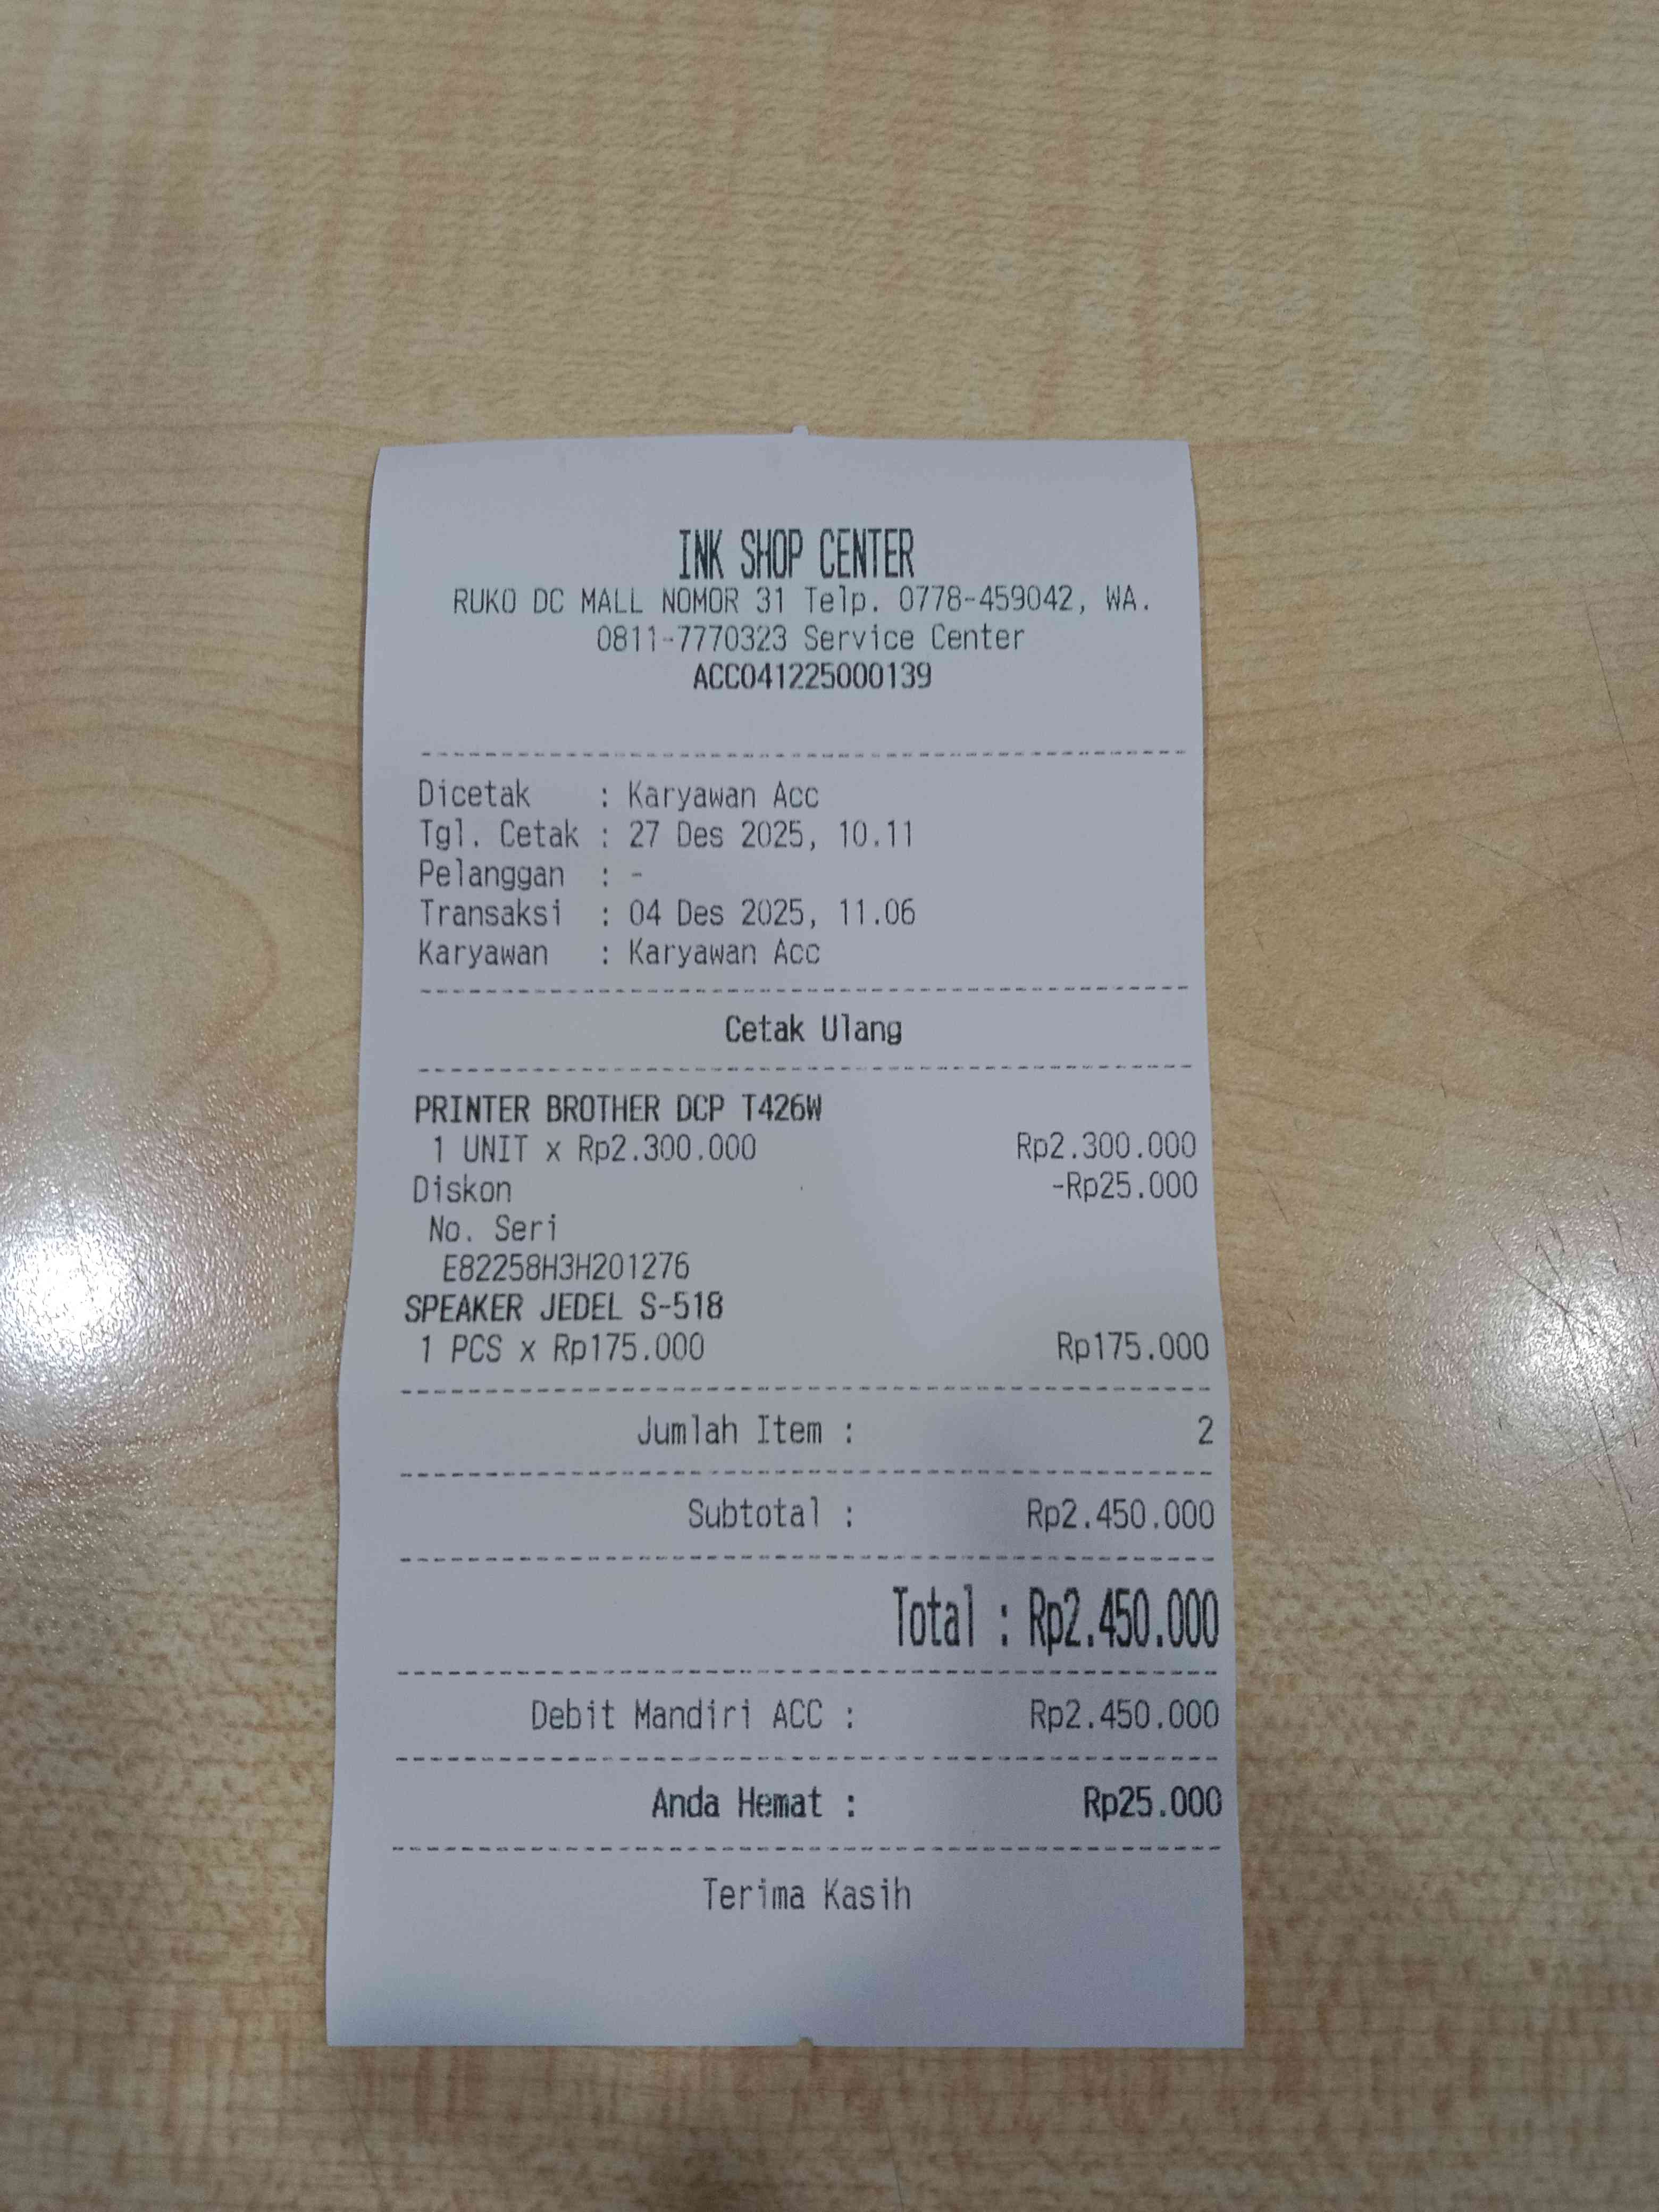 INK SHOP CENTER
RUKO DC MALL NOMOR 31 Telp. 0778-459042, WA.
0811-7770323 Service Center
ACC041225000139
Dicetak : Karyawan Acc
Tgl. Cetak : 27 Des 2025, 10.11
Pelanggan : -
Transaksi : 04 Des 2025, 11.06
Karyawan : Karyawan Acc
Cetak Ulang
PRINTER BROTHER DCP T426W
1 UNIT x Rp2.300.000 Rp2.300.000
Diskon -Rp25.000
No. Seri
E82258H3H201276
SPEAKER JEDEL S-518
1 PCS x Rp175.000 Rp175.000
Jumlah Item : 2
Subtotal : Rp2.450.000
Total : Rp2.450.000
Debit Mandiri ACC : Rp2.450.000
Anda Hemat : Rp25.000
Terima Kasih